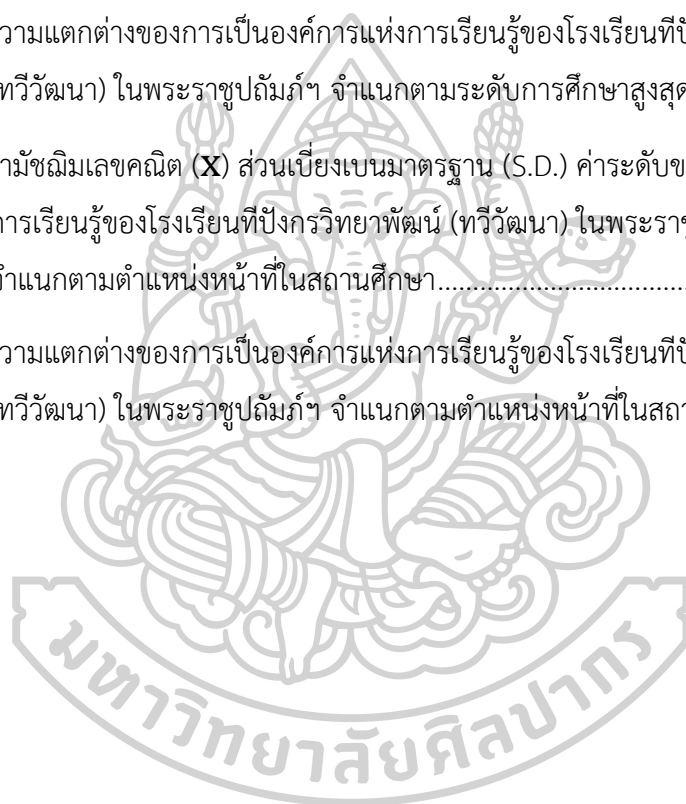 วามแตกต่างของการเป็นองค์การแห่งการเรียนรู้ของโรงเรียนทีปั
ทวีวัฒนา) ในพระราชูปถัมภ์ฯ จำแนกตามระดับการศึกษาสูงสุด
ามัชฌิมเลขคณิต (X) ส่วนเบี่ยงเบนมาตรฐาน (S.D.) ค่าระดับข
การเรียนรู้ของโรงเรียนทีปังกรวิทยาพัฒน์ (ทวีวัฒนา) ในพระราช
จำแนกตามตำแหน่งหน้าที่ในสถานศึกษา
วามแตกต่างของการเป็นองค์การแห่งการเรียนรู้ของโรงเรียนทีปั
ทวีวัฒนา) ในพระราชูปถัมภ์ฯ จำแนกตามตำแหน่งหน้าที่ในสถา
มหาวิทยาลัยศิลปากร